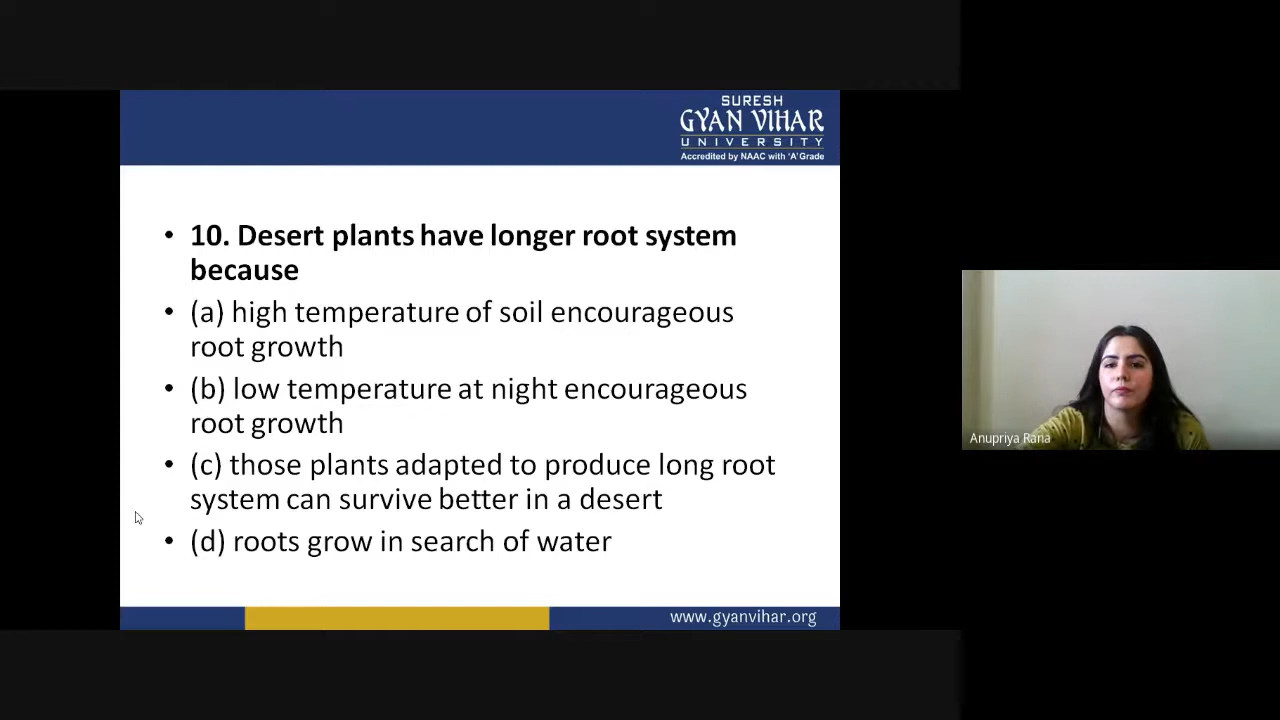 SURESH
GYAN VIHAR
UNIVERSITY
Accredited by NAAC with 'A' Grade
• 10. Desert plants have longer root system
because
• (a) high temperature of soil encourageous
root growth
• (b) low temperature at night encourageous
root growth
• (c) those plants adapted to produce long root
system can survive better in a desert
• (d) roots grow in search of water
www.gyanvihar.org
Anupriya Rana